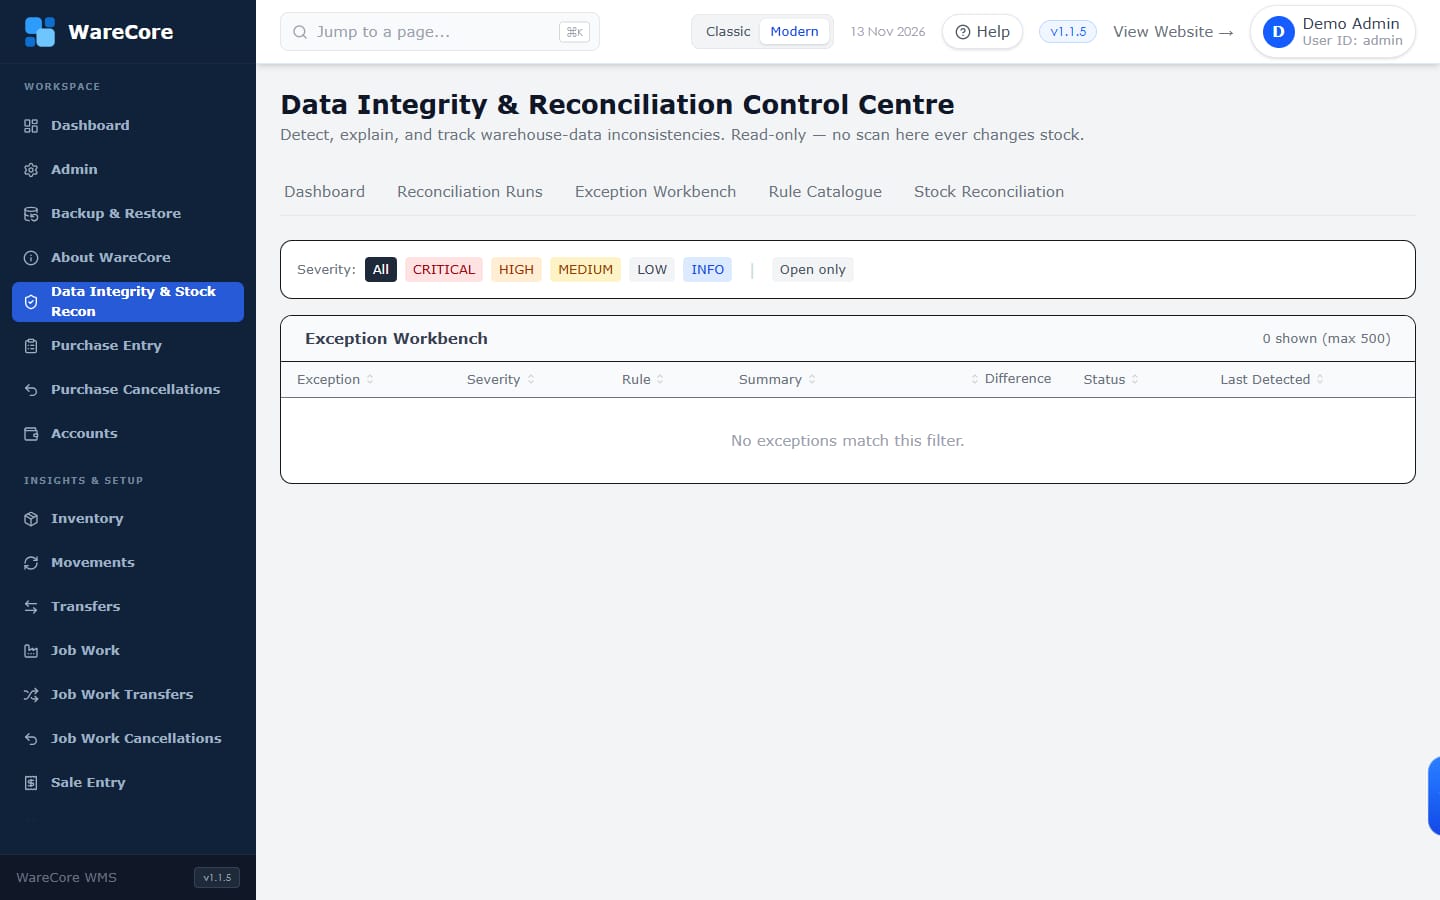 WareCore
Jump to a page...
⌘K
Classic
Modern
13 Nov 2026
Help
v1.1.5
View Website →
D
Demo Admin
User ID: admin
WORKSPACE
Dashboard
Admin
Backup & Restore
About WareCore
Data Integrity & Stock
Recon
Purchase Entry
Purchase Cancellations
Accounts
INSIGHTS & SETUP
Inventory
Movements
Transfers
Job Work
Job Work Transfers
Job Work Cancellations
Sale Entry
WareCore WMS
v1.1.5
Data Integrity & Reconciliation Control Centre
Detect, explain, and track warehouse-data inconsistencies. Read-only — no scan here ever changes stock.
Dashboard
Reconciliation Runs
Exception Workbench
Rule Catalogue
Stock Reconciliation
Severity: All CRITICAL HIGH MEDIUM LOW INFO | Open only
Exception Workbench
0 shown (max 500)
Exception Severity Rule Summary Difference Status Last Detected
No exceptions match this filter.